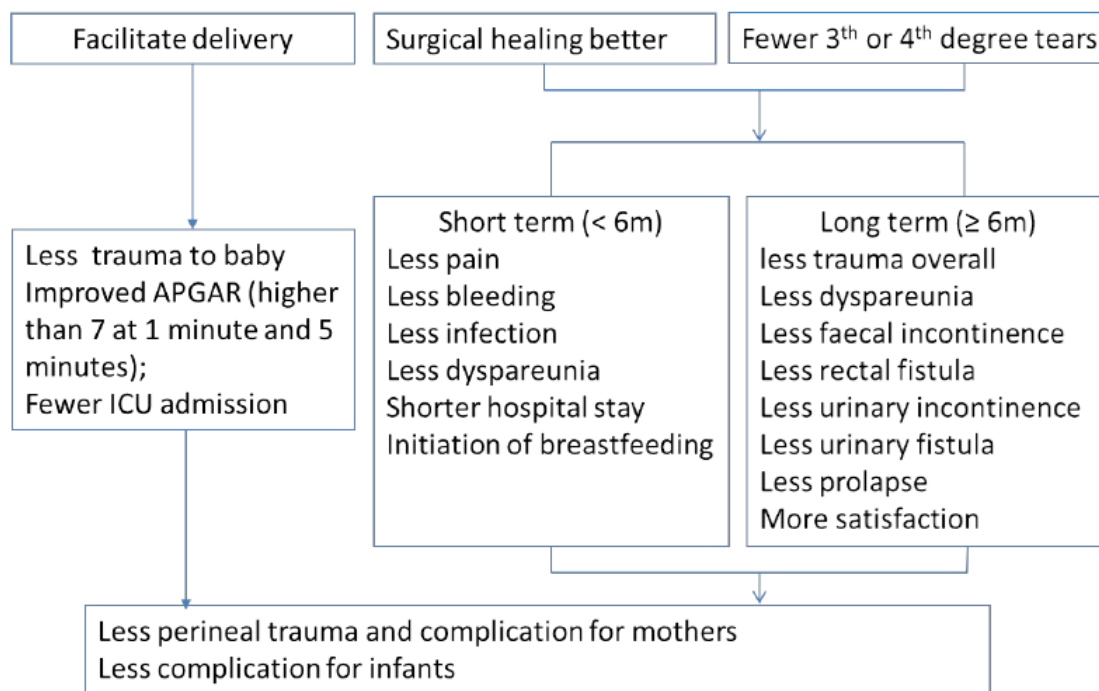 Facilitate delivery
Surgical healing better
Fewer 3th or 4th degree tears
Less trauma to baby
Improved APGAR (higher
than 7 at 1 minute and 5
minutes);
Fewer ICU admission
Short term (< 6m)
Less pain
Less bleeding
Less infection
Less dyspareunia
Shorter hospital stay
Initiation of breastfeeding
Long term (≥ 6m)
less trauma overall
Less dyspareunia
Less faecal incontinence
Less rectal fistula
Less urinary incontinence
Less urinary fistula
Less prolapse
More satisfaction
Less perineal trauma and complication for mothers
Less complication for infants